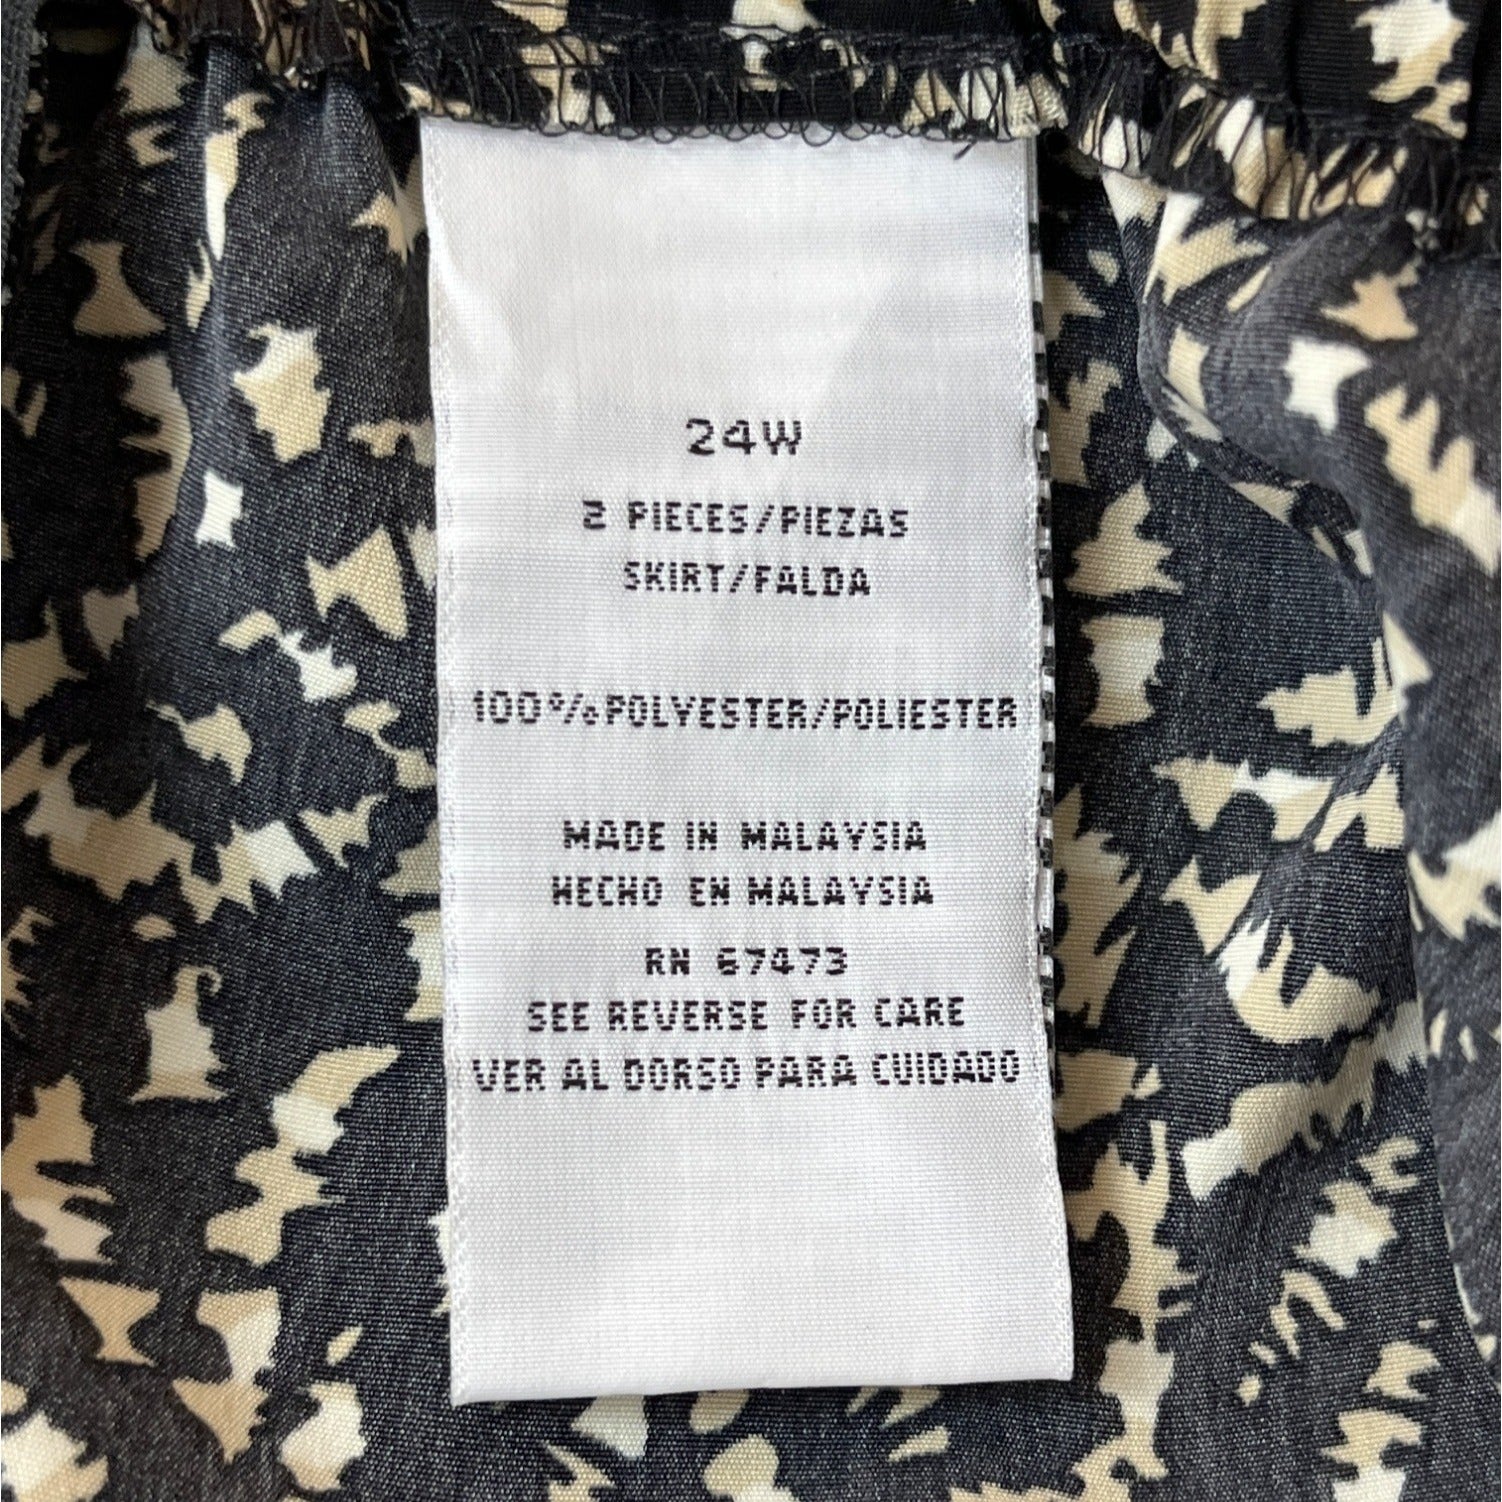 24W
2 PIECES/PIEZAS
SKIRT/FALDA
100% POLYESTER/POLIESTER
MADE IN MALAYSIA
HECHO EN MALAYSIA
RN 67473
SEE REVERSE FOR CARE
VER AL DORSO PARA CUIDADO